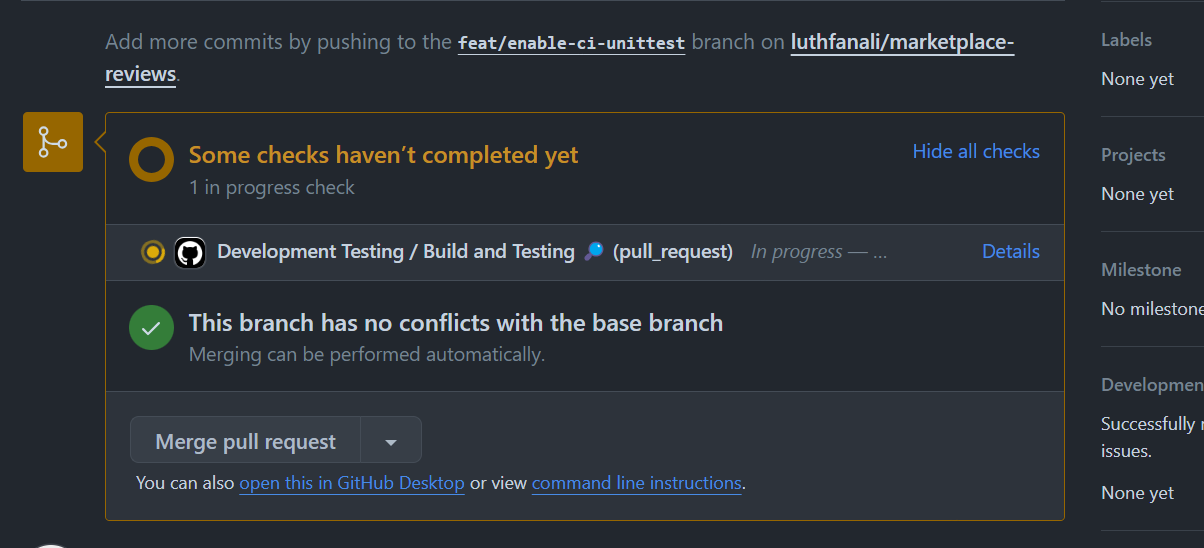 Add more commits by pushing to the feat/enable-ci-unittest branch on luthfanali/marketplace-
reviews.
Some checks haven't completed yet
Hide all checks
1 in progress check
Development Testing / Build and Testing 🔎 (pull_request) In progress — ...
Details
This branch has no conflicts with the base branch
Merging can be performed automatically.
Merge pull request
You can also open this in GitHub Desktop or view command line instructions.
Labels
None yet
Projects
None yet
Milestone
No milestone
Developmen
Successfully
issues.
None yet